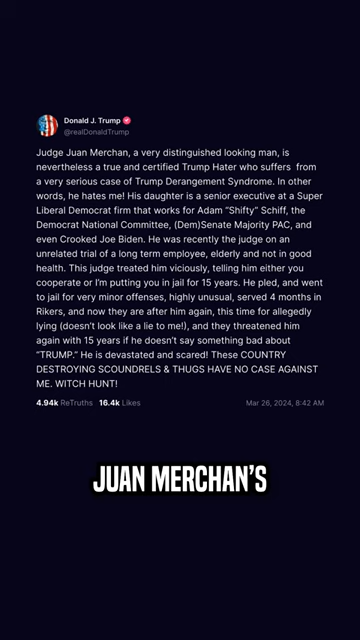 Donald J. Trump
@realDonaldTrump
Judge Juan Merchan, a very distinguished looking man, is
nevertheless a true and certified Trump Hater who suffers from
a very serious case of Trump Derangement Syndrome. In other
words, he hates me! His daughter is a senior executive at a Super
Liberal Democrat firm that works for Adam “Shifty” Schiff, the
Democrat National Committee, (Dem)Senate Majority PAC, and
even Crooked Joe Biden. He was recently the judge on an
unrelated trial of a long term employee, elderly and not in good
health. This judge treated him viciously, telling him either you
cooperate or I’m putting you in jail for 15 years. He pled, and went
to jail for very minor offenses, highly unusual, served 4 months in
Rikers, and now they are after him again, this time for allegedly
lying (doesn’t look like a lie to me!), and they threatened him
again with 15 years if he doesn’t say something bad about
“TRUMP.” He is devastated and scared! These COUNTRY
DESTROYING SCOUNDRELS & THUGS HAVE NO CASE AGAINST
ME. WITCH HUNT!
4.94k ReTruths 16.4k Likes Mar 26, 2024, 8:42 AM
JUAN MERCHAN’S